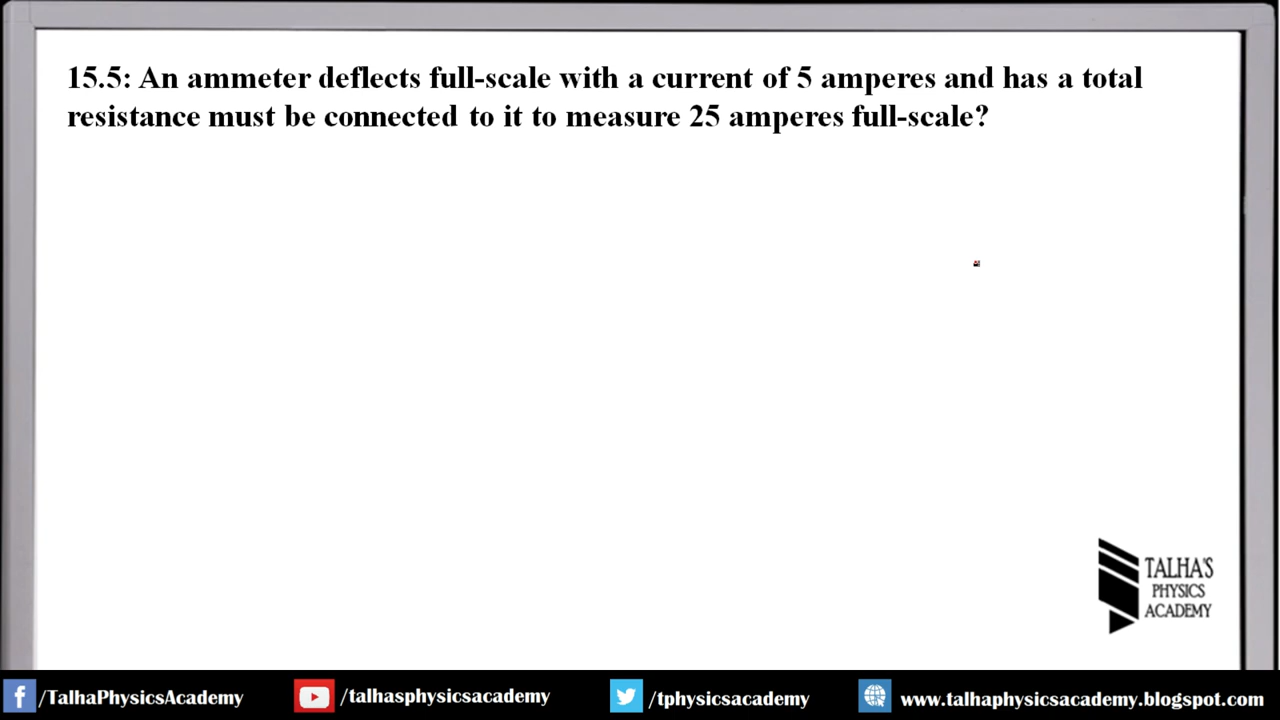 15.5: An ammeter deflects full-scale with a current of 5 amperes and has a total
resistance must be connected to it to measure 25 amperes full-scale?
TALHA'S
PHYSICS
ACADEMY
/TalhaPhysicsAcademy
/talhasphysicsacademy
/tphysicsacademy
www.talhaphysicsacademy.blogspot.com